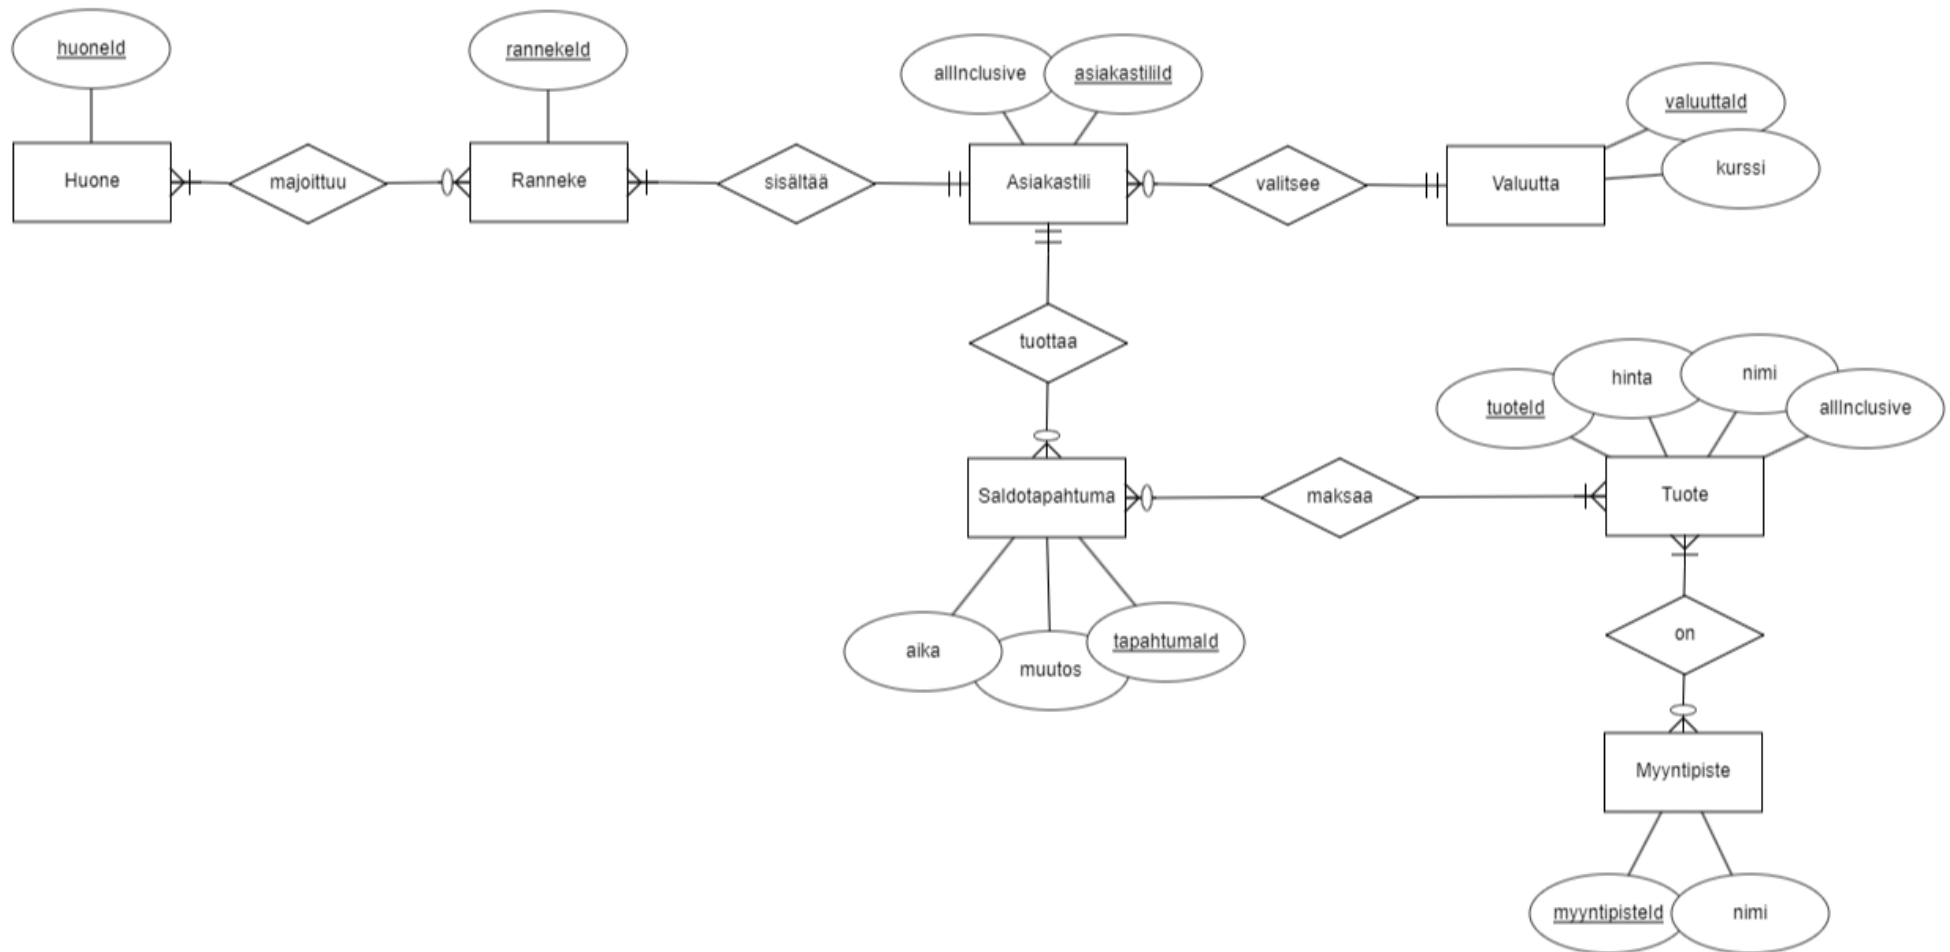 huoneId
rannekeId
allInclusive
asiakastiliId
valuuttaId
kurssi
Huone
majoittuu
Ranneke
sisältää
Asiakastili
valitsee
Valuutta
tuottaa
tuoteId
hinta
nimi
allInclusive
Saldotapahtuma
maksaa
Tuote
aika
muutos
tapahtumaId
on
Myyntipiste
myyntipisteId
nimi